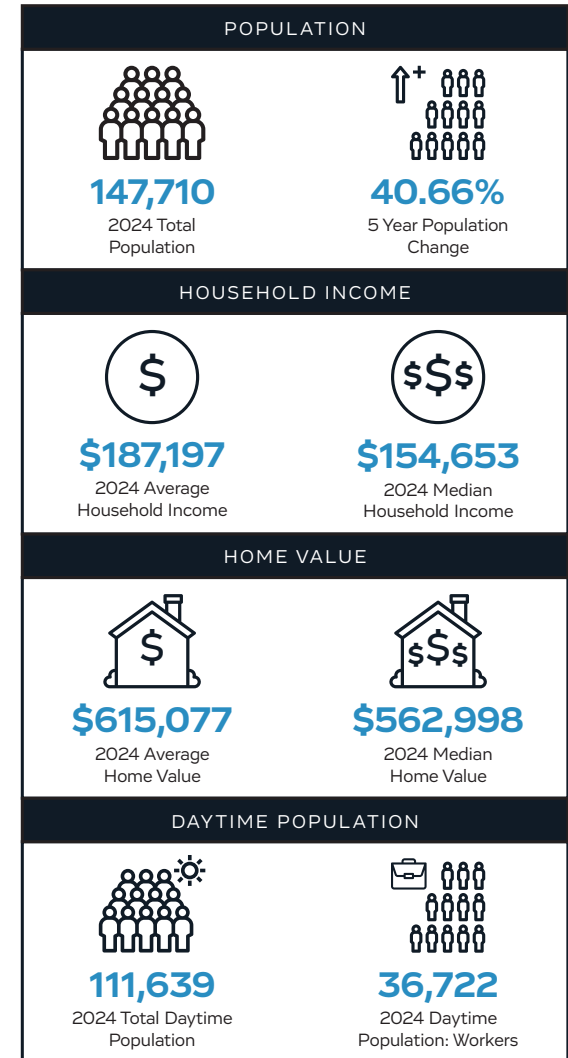 POPULATION
147,710
2024 Total
Population
40.66%
5 Year Population
Change
HOUSEHOLD INCOME
$
$187,197
2024 Average
Household Income
$$$
$154,653
2024 Median
Household Income
HOME VALUE
$
$615,077
2024 Average
Home Value
$$$
$562,998
2024 Median
Home Value
DAYTIME POPULATION
111,639
2024 Total Daytime
Population
36,722
2024 Daytime
Population: Workers